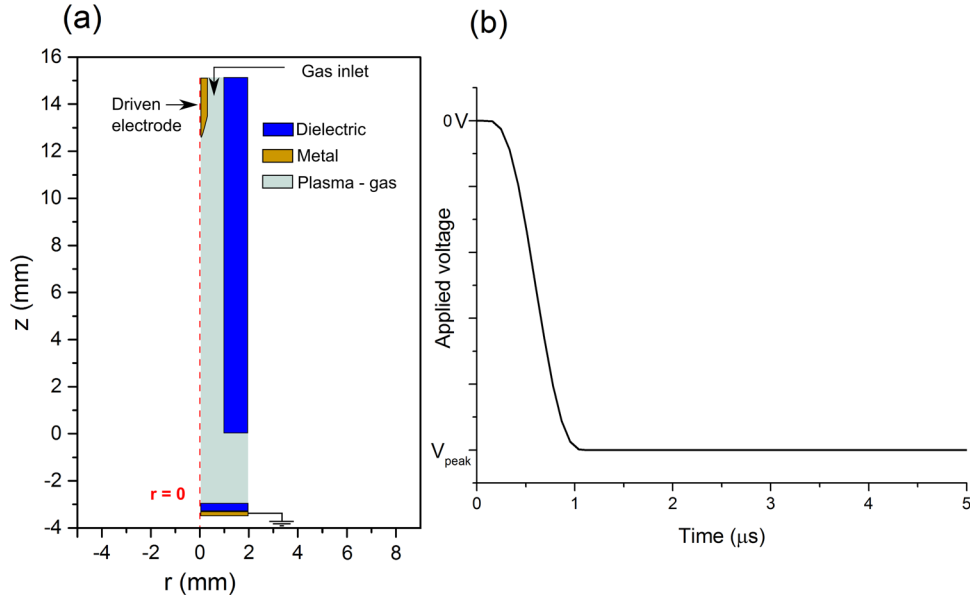 (a)
Gas inlet
Driven
electrode
Dielectric
Metal
Plasma - gas
r = 0
16
14
12
10
8
6
4
2
0
-2
-4
z (mm)
-4
-2
0
2
4
6
8
r (mm)
(b)
0 V
V peak
Applied voltage
0
1
2
3
4
5
Time (μs)